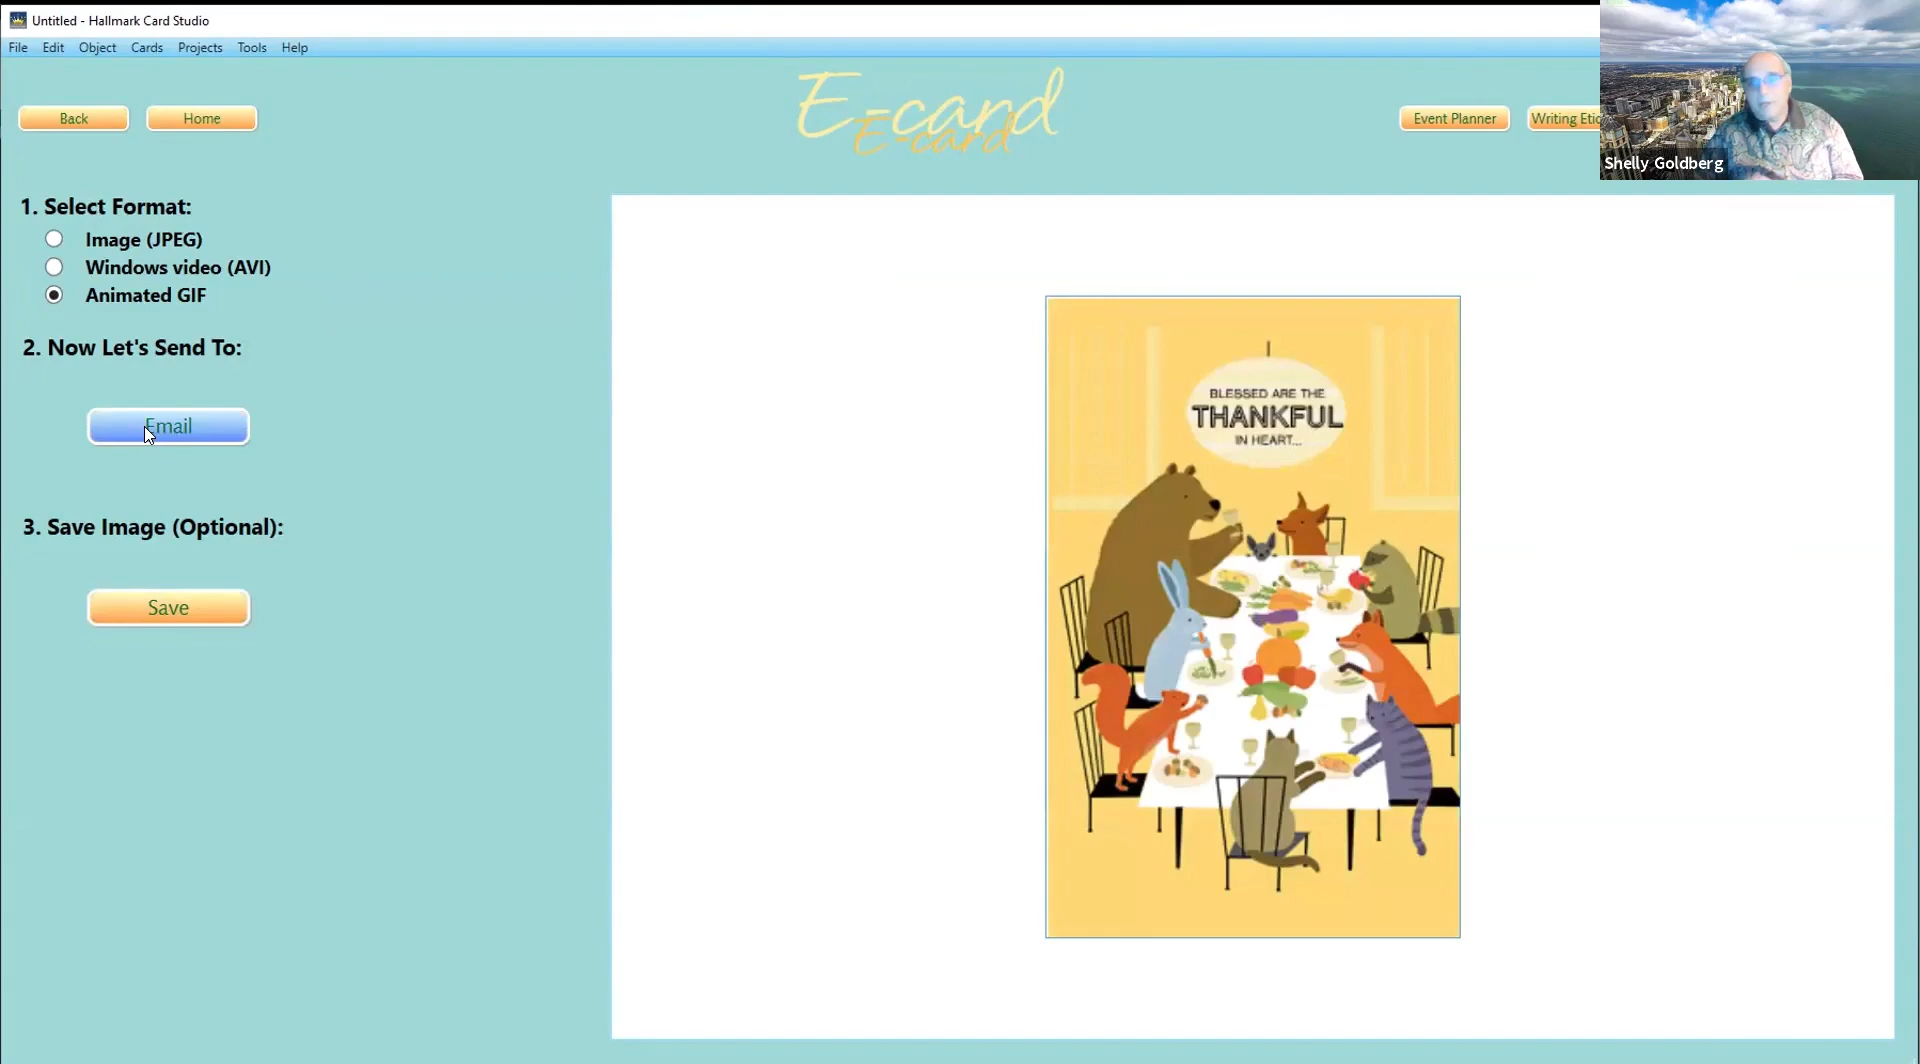 Untitled - Hallmark Card Studio
File Edit Object Cards Projects Tools Help
Back
Home
E-card
E-card
Event Planner
Writing
Shelly Goldberg
1. Select Format:
Image (JPEG)
Windows video (AVI)
Animated GIF
2. Now Let's Send To:
Email
3. Save Image (Optional):
Save
BLESSED ARE THE
THANKFUL
IN HEART...